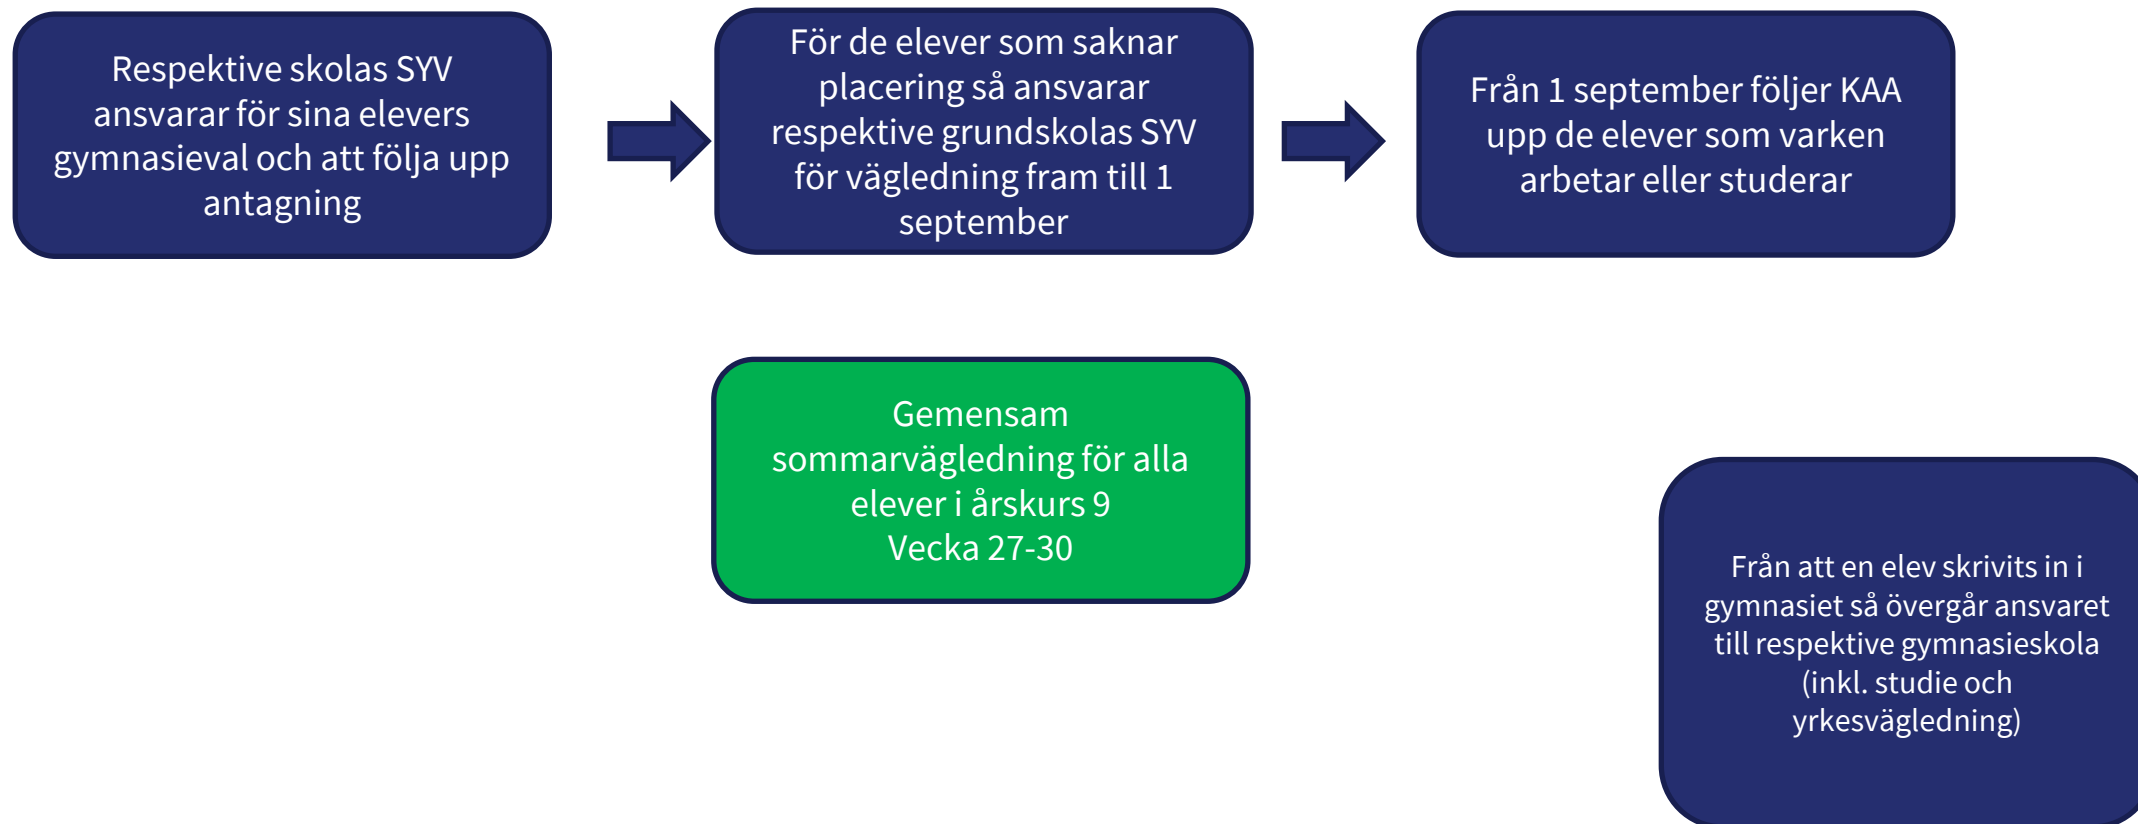 Respektive skolas SYV
ansvarar för sina elevers
gymnasieval och att följa upp
antagning
För de elever som saknar
placering så ansvarar
respektive grundskolas SYV
för vägledning fram till 1
september
Från 1 september följer KAA
upp de elever som varken
arbetar eller studerar
Gemensam
sommarvägledning för alla
elever i årskurs 9
Vecka 27-30
Från att en elev skrivits in i
gymnasiet så övergår ansvaret
till respektive gymnasieskola
(inkl. studie och
yrkesvägledning)